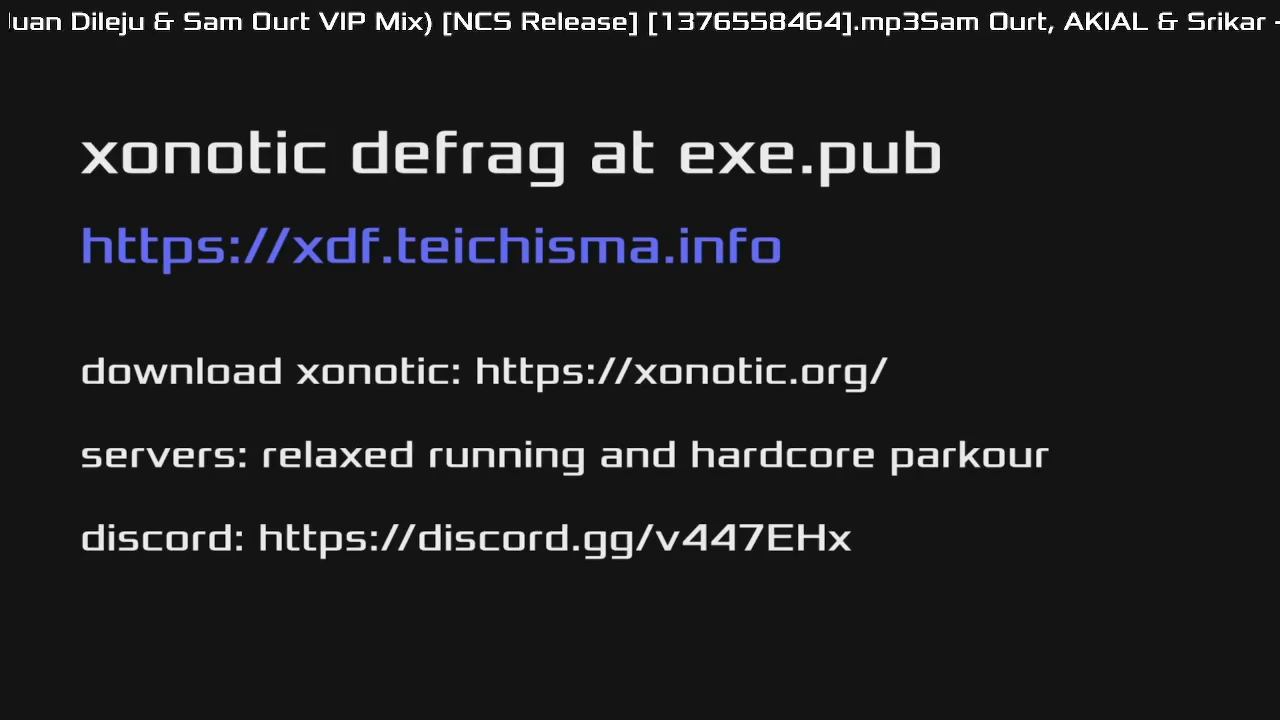 Juan Dileju & Sam Ourt VIP Mix) [NCS Release] [1376558464].mp3Sam Ourt, AKIAL & Srikar -
xonotic defrag at exe.pub
https://xdf.teichisma.info
download xonotic: https://xonotic.org/
servers: relaxed running and hardcore parkour
discord: https://discord.gg/v447EHx